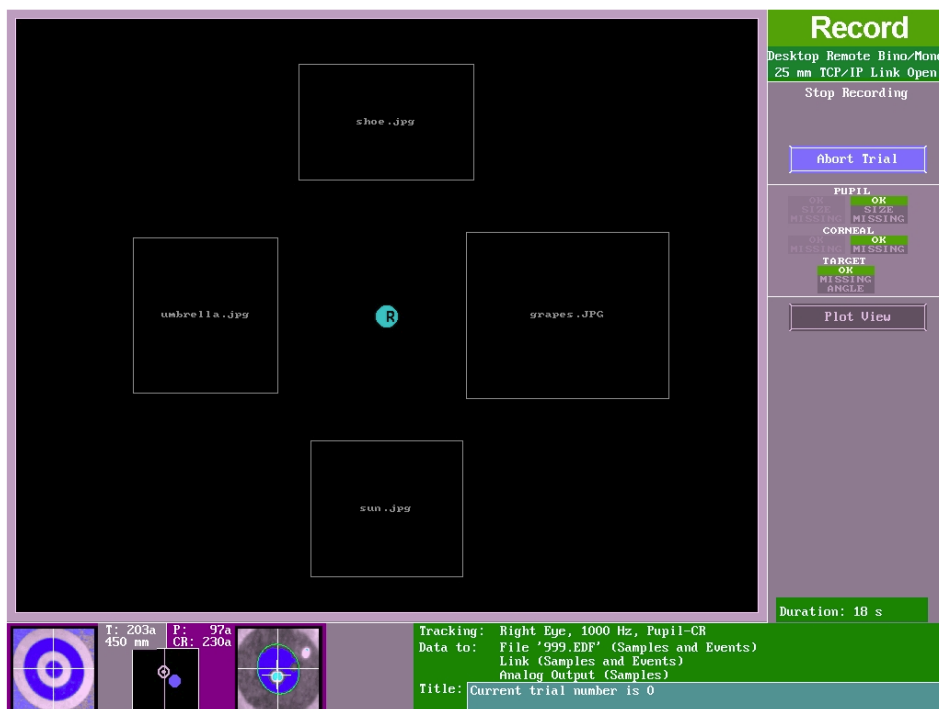 Record
Desktop Remote Bino/Mono
25 mm TCP/IP Link Open
Stop Recording
Abort Trial
PUPIL
OK OK
SIZE SIZE
MISSING MISSING
CORNEAL
OK OK
MISSING MISSING
TARGET
OK
MISSING
ANGLE
Plot View
Duration: 18 s
shoe.jpg
umbrella.jpg
R
grapes.JPG
sun.jpg
T: 203a
450 mm
P: 97a
CR: 230a
Tracking: Right Eye, 1000 Hz, Pupil-CR
Data to: File '999.EDF' (Samples and Events)
Link (Samples and Events)
Analog Output (Samples)
Title: Current trial number is 0